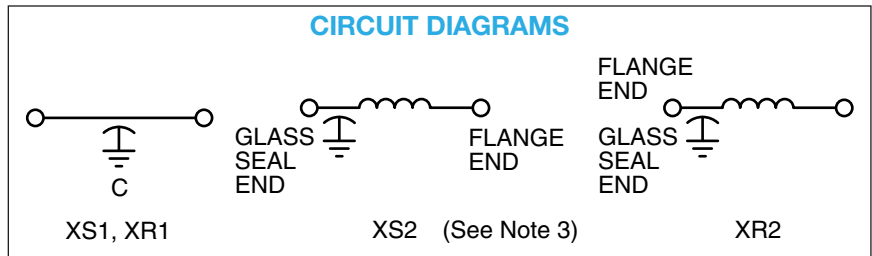 CIRCUIT DIAGRAMS
C
XS1, XR1
GLASS
SEAL
END
FLANGE
END
XS2 (See Note 3)
FLANGE
END
GLASS
SEAL
END
XR2